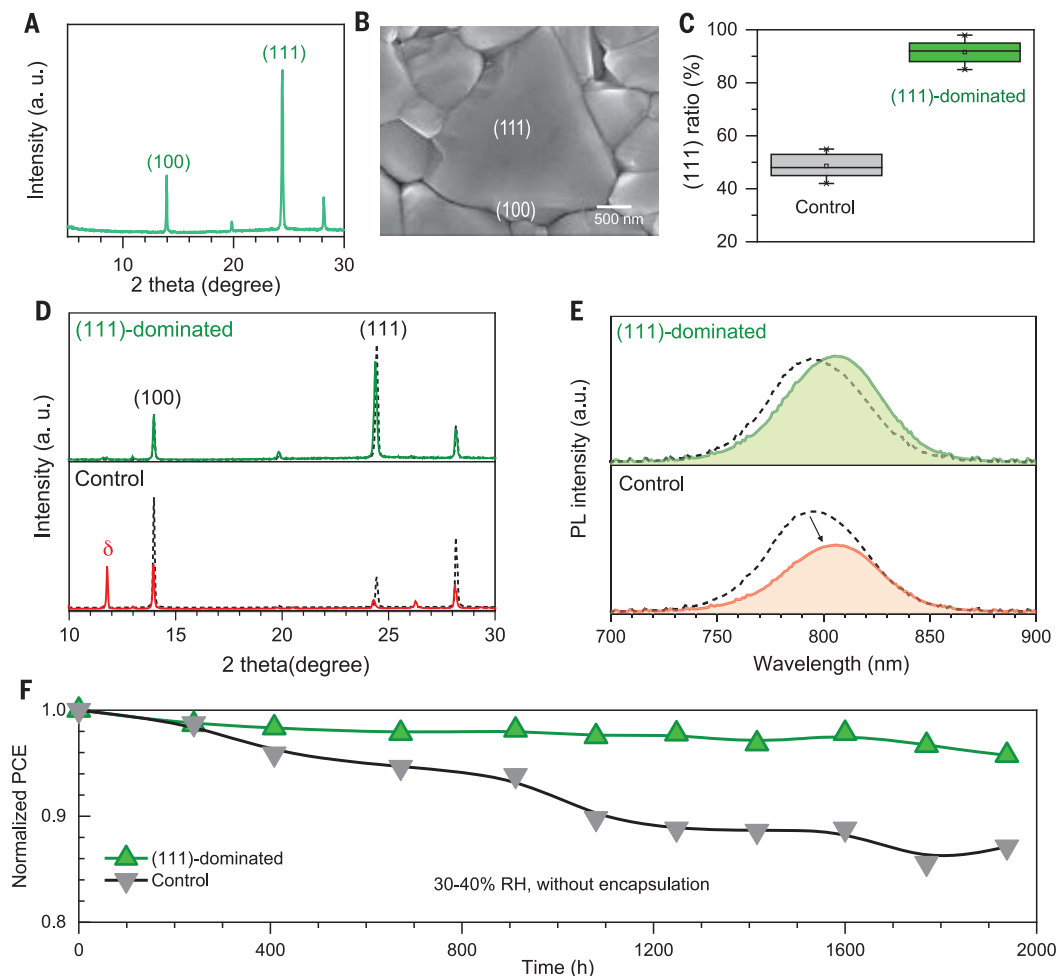 A
Intensity (a. u.)
(100)
(111)
10
20
30
2 theta (degree)
B
(111)
(100)
500 nm
C
(111) ratio (%)
100
80
60
40
20
(111)-dominated
Control
D
(111)-dominated
(111)
(100)
Control
δ
Intensity (a. u.)
10
15
20
25
30
2 theta(degree)
E
(111)-dominated
Control
PL intensity (a.u.)
700
750
800
850
900
Wavelength (nm)
F
Normalized PCE
1.0
0.9
0.8
(111)-dominated
Control
30-40% RH, without encapsulation
0
400
800
1200
1600
2000
Time (h)